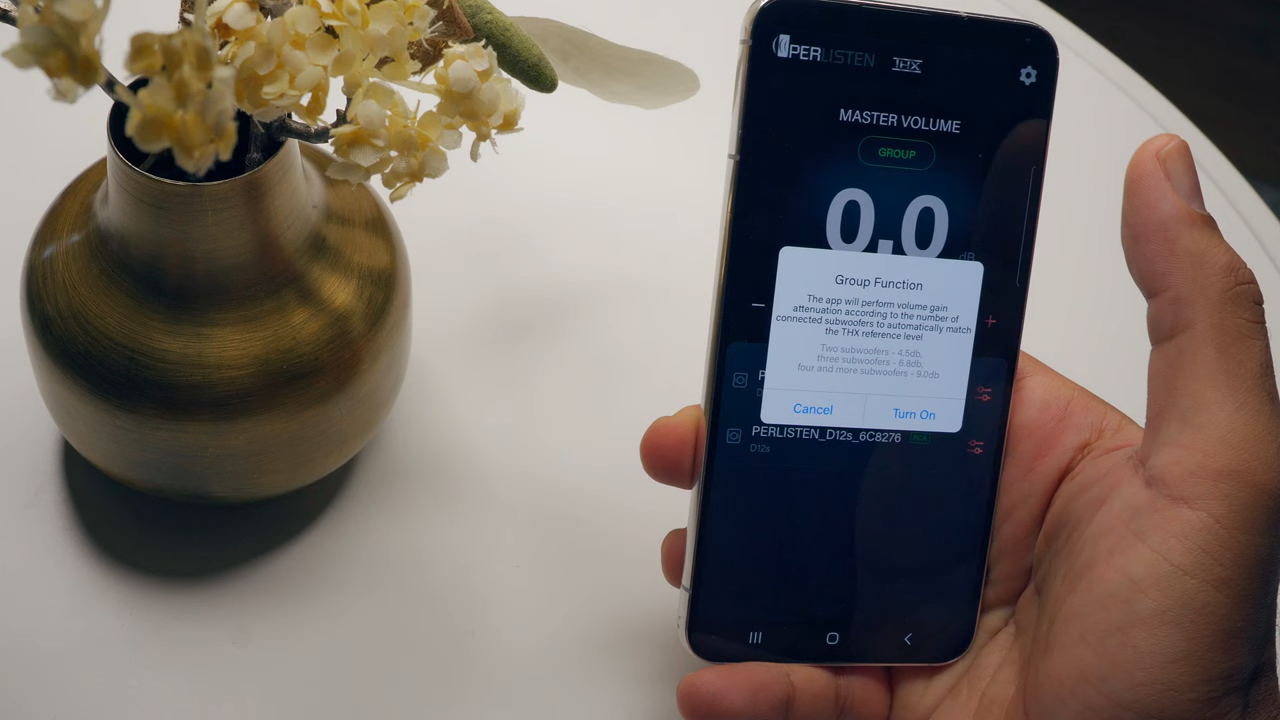 PERLISTEN THX
MASTER VOLUME
GROUP
0.0
dB
Group Function
The app will perform volume gain
attenuation according to the number of
connected subwoofers to automatically match
the THX reference level
Two subwoofers - 4.5db,
three subwoofers - 6.8db,
four and more subwoofers - 9.0db
Cancel
Turn On
PERLISTEN_D12s_6C8276 RCA
D12s